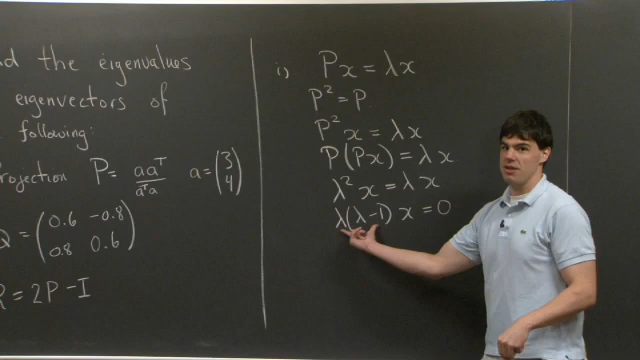 the eigenvalues
eigenvectors of
following:
P = aaᵀ/aᵀa a = (3 4)
Q = (0.6 -0.8
0.8 0.6)
= 2P - I
i) Px = λx
P² = P.
P²x = λx
P(Px) = λx
λ²x = λx
λ(λ-1)x = 0